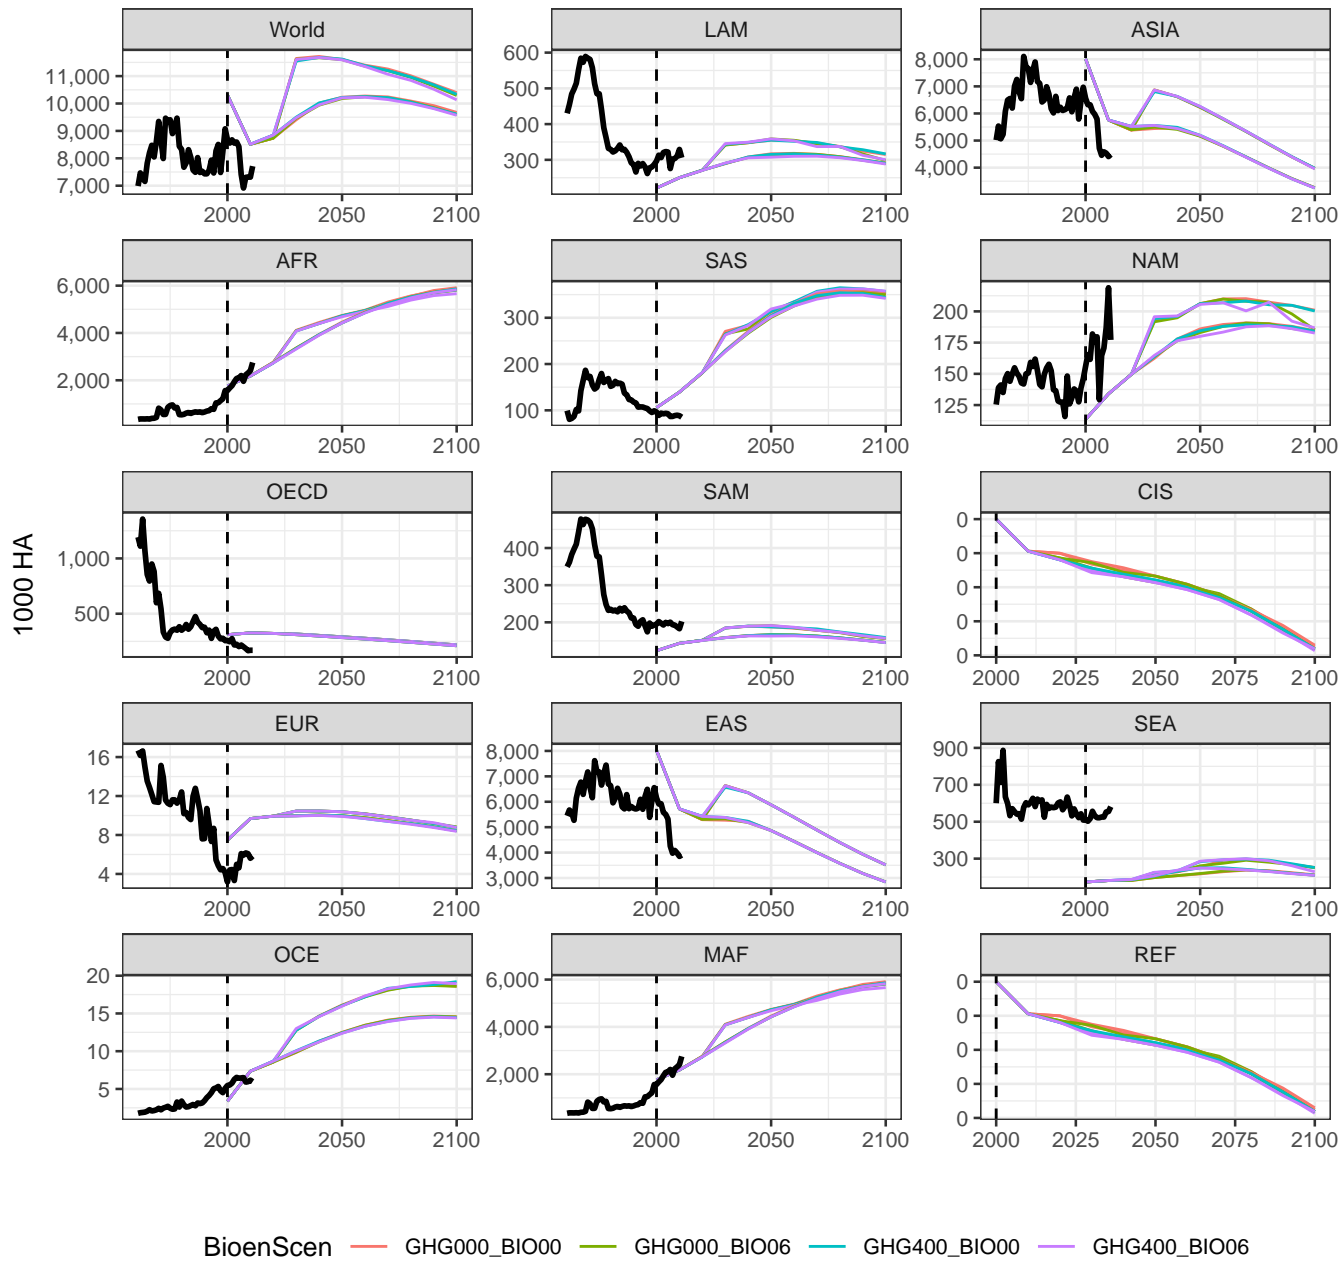 World
LAM
ASIA
11,000
10,000
9,000
8,000
7,000
600
500
400
300
8,000
7,000
6,000
5,000
4,000
2000 2050 2100
2000 2050 2100
2000 2050 2100
AFR
SAS
NAM
6,000
4,000
2,000
300
200
100
200
175
150
125
2000 2050 2100
2000 2050 2100
2000 2050 2100
1000 HA
OECD
SAM
CIS
1,000
500
400
300
200
0
0
0
0
0
2000 2050 2100
2000 2050 2100
2000 2025 2050 2075 2100
EUR
EAS
SEA
16
12
8
4
8,000
7,000
6,000
5,000
4,000
3,000
900
700
500
300
2000 2050 2100
2000 2050 2100
2000 2050 2100
OCE
MAF
REF
20
15
10
5
6,000
4,000
2,000
0
0
0
0
0
2000 2050 2100
2000 2050 2100
2000 2025 2050 2075 2100
BioenScen GHG000_BIO00 GHG000_BIO06 GHG400_BIO00 GHG400_BIO06